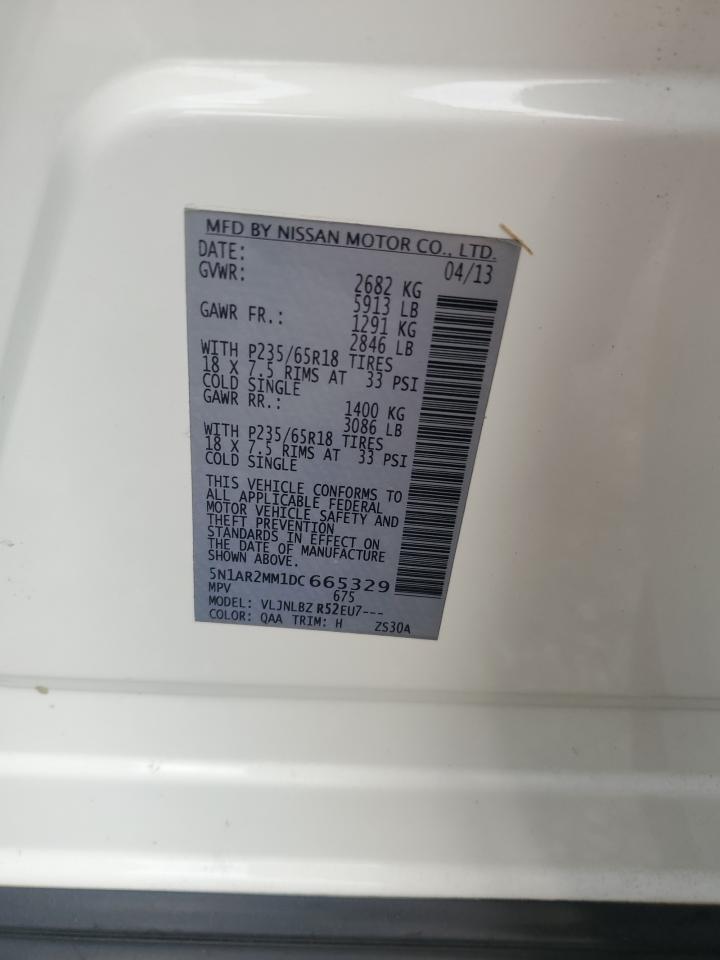 MFD BY NISSAN MOTOR CO., LTD.
DATE: 04/13
GVWR: 2682 KG
5913 LB
GAWR FR.: 1291 KG
2846 LB
WITH P235/65R18 TIRES
18 X 7.5 RIMS AT 33 PSI
COLD SINGLE
GAWR RR.: 1400 KG
3086 LB
WITH P235/65R18 TIRES
18 X 7.5 RIMS AT 33 PSI
COLD SINGLE
THIS VEHICLE CONFORMS TO
ALL APPLICABLE FEDERAL
MOTOR VEHICLE SAFETY AND
THEFT PREVENTION
STANDARDS IN EFFECT ON
THE DATE OF MANUFACTURE
SHOWN ABOVE.
5N1AR2MM1DC 665329
MPV 675
MODEL: VLJNLBZ R52EU7---
COLOR: QAA TRIM: H ZS30A